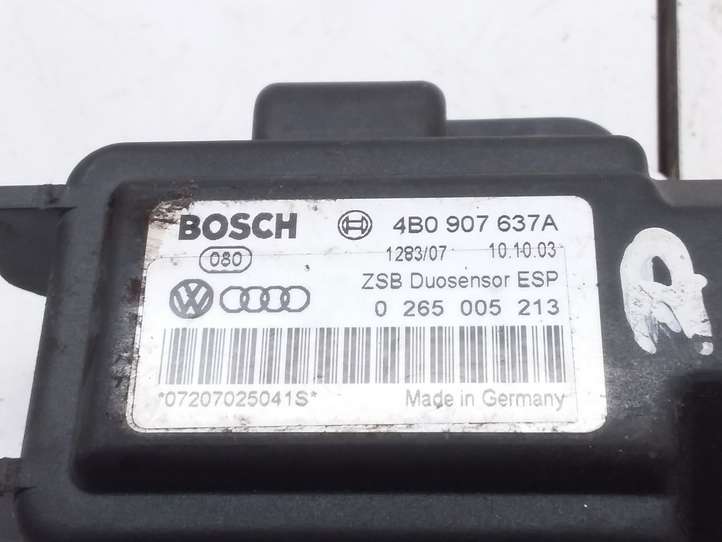 BOSCH 4B0 907 637A
080 1283/07 10.10.03
ZSB Duosensor ESP
0 265 005 213
*07207025041S* Made in Germany